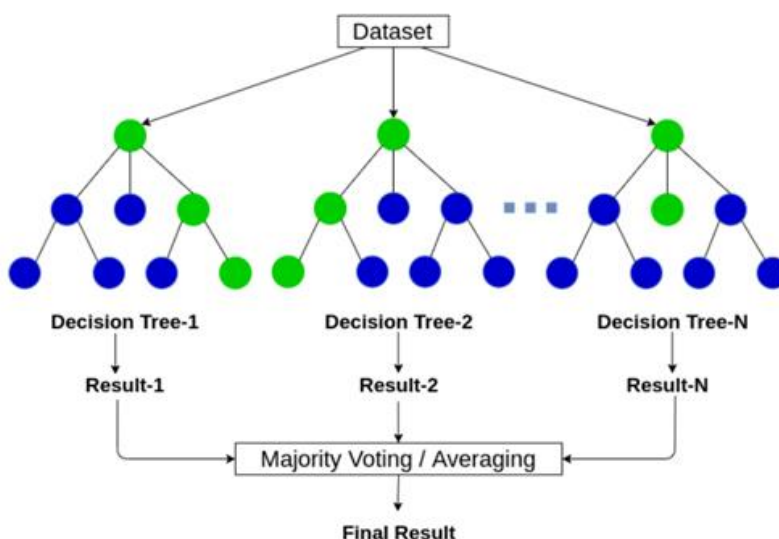 Dataset
Decision Tree-1
Decision Tree-2
Decision Tree-N
Result-1
Result-2
Result-N
Majority Voting / Averaging
Final Result